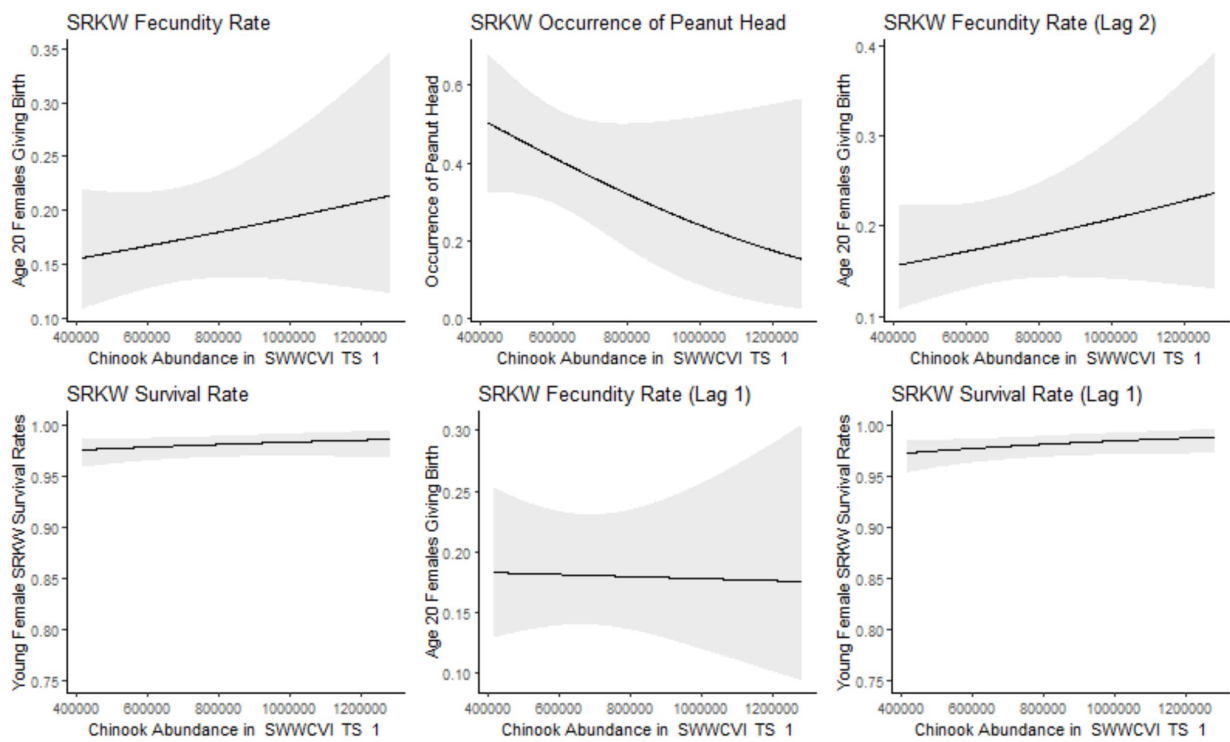 SRKW Fecundity Rate
Age 20 Females Giving Birth
0.35
0.30
0.25
0.20
0.15
0.10
400000 600000 800000 1000000 1200000
Chinook Abundance in SWWCVI TS 1
SRKW Occurrence of Peanut Head
Occurrence of Peanut Head
0.6
0.4
0.2
0.0
400000 600000 800000 1000000 1200000
Chinook Abundance in SWWCVI TS 1
SRKW Fecundity Rate (Lag 2)
Age 20 Females Giving Birth
0.4
0.3
0.2
0.1
400000 600000 800000 1000000 1200000
Chinook Abundance in SWWCVI TS 1
SRKW Survival Rate
Young Female SRKW Survival Rates
1.00
0.95
0.90
0.85
0.80
0.75
400000 600000 800000 1000000 1200000
Chinook Abundance in SWWCVI TS 1
SRKW Fecundity Rate (Lag 1)
Age 20 Females Giving Birth
0.30
0.25
0.20
0.15
0.10
400000 600000 800000 1000000 1200000
Chinook Abundance in SWWCVI TS 1
SRKW Survival Rate (Lag 1)
Young Female SRKW Survival Rates
1.00
0.95
0.90
0.85
0.80
0.75
400000 600000 800000 1000000 1200000
Chinook Abundance in SWWCVI TS 1